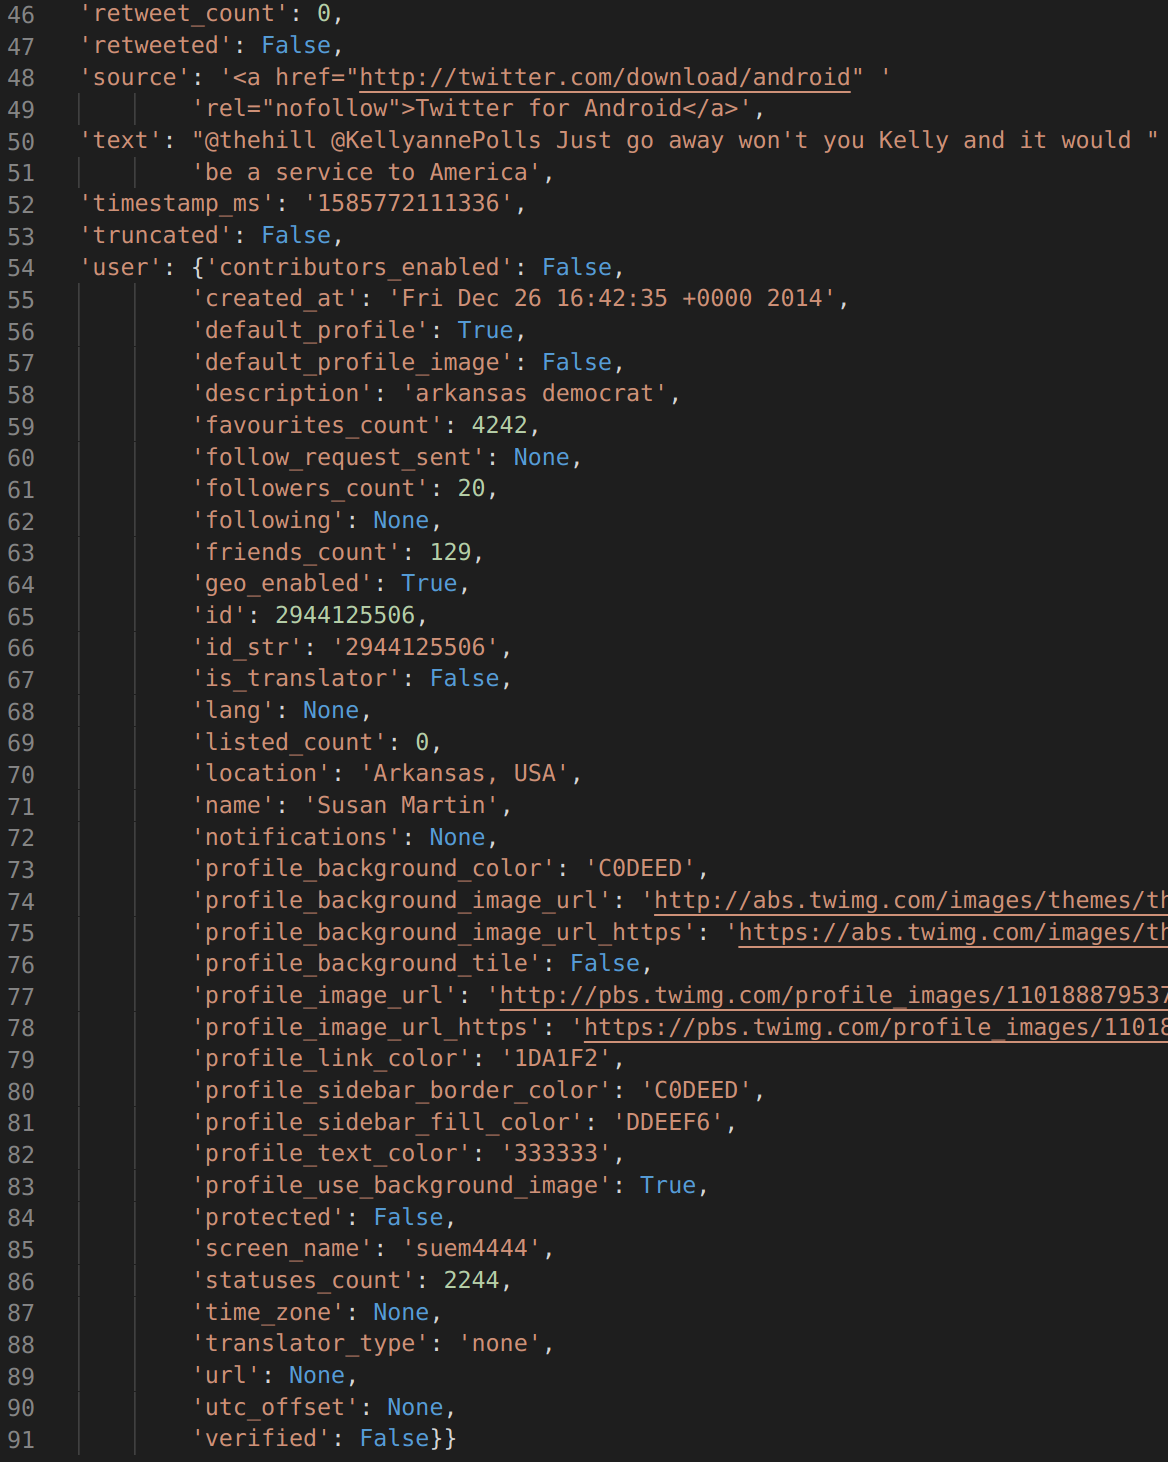 46 'retweet_count': 0,
47 'retweeted': False,
48 'source': '<a href="http://twitter.com/download/android" '
49 'rel="nofollow">Twitter for Android</a>',
50 'text': "@thehill @KellyannePolls Just go away won't you Kelly and it would "
51 'be a service to America',
52 'timestamp_ms': '1585772111336',
53 'truncated': False,
54 'user': {'contributors_enabled': False,
55 'created_at': 'Fri Dec 26 16:42:35 +0000 2014',
56 'default_profile': True,
57 'default_profile_image': False,
58 'description': 'arkansas democrat',
59 'favourites_count': 4242,
60 'follow_request_sent': None,
61 'followers_count': 20,
62 'following': None,
63 'friends_count': 129,
64 'geo_enabled': True,
65 'id': 2944125506,
66 'id_str': '2944125506',
67 'is_translator': False,
68 'lang': None,
69 'listed_count': 0,
70 'location': 'Arkansas, USA',
71 'name': 'Susan Martin',
72 'notifications': None,
73 'profile_background_color': 'C0DEED',
74 'profile_background_image_url': 'http://abs.twimg.com/images/themes/th
75 'profile_background_image_url_https': 'https://abs.twimg.com/images/th
76 'profile_background_tile': False,
77 'profile_image_url': 'http://pbs.twimg.com/profile_images/110188879537
78 'profile_image_url_https': 'https://pbs.twimg.com/profile_images/11018
79 'profile_link_color': '1DA1F2',
80 'profile_sidebar_border_color': 'C0DEED',
81 'profile_sidebar_fill_color': 'DDEEF6',
82 'profile_text_color': '333333',
83 'profile_use_background_image': True,
84 'protected': False,
85 'screen_name': 'suem4444',
86 'statuses_count': 2244,
87 'time_zone': None,
88 'translator_type': 'none',
89 'url': None,
90 'utc_offset': None,
91 'verified': False}}